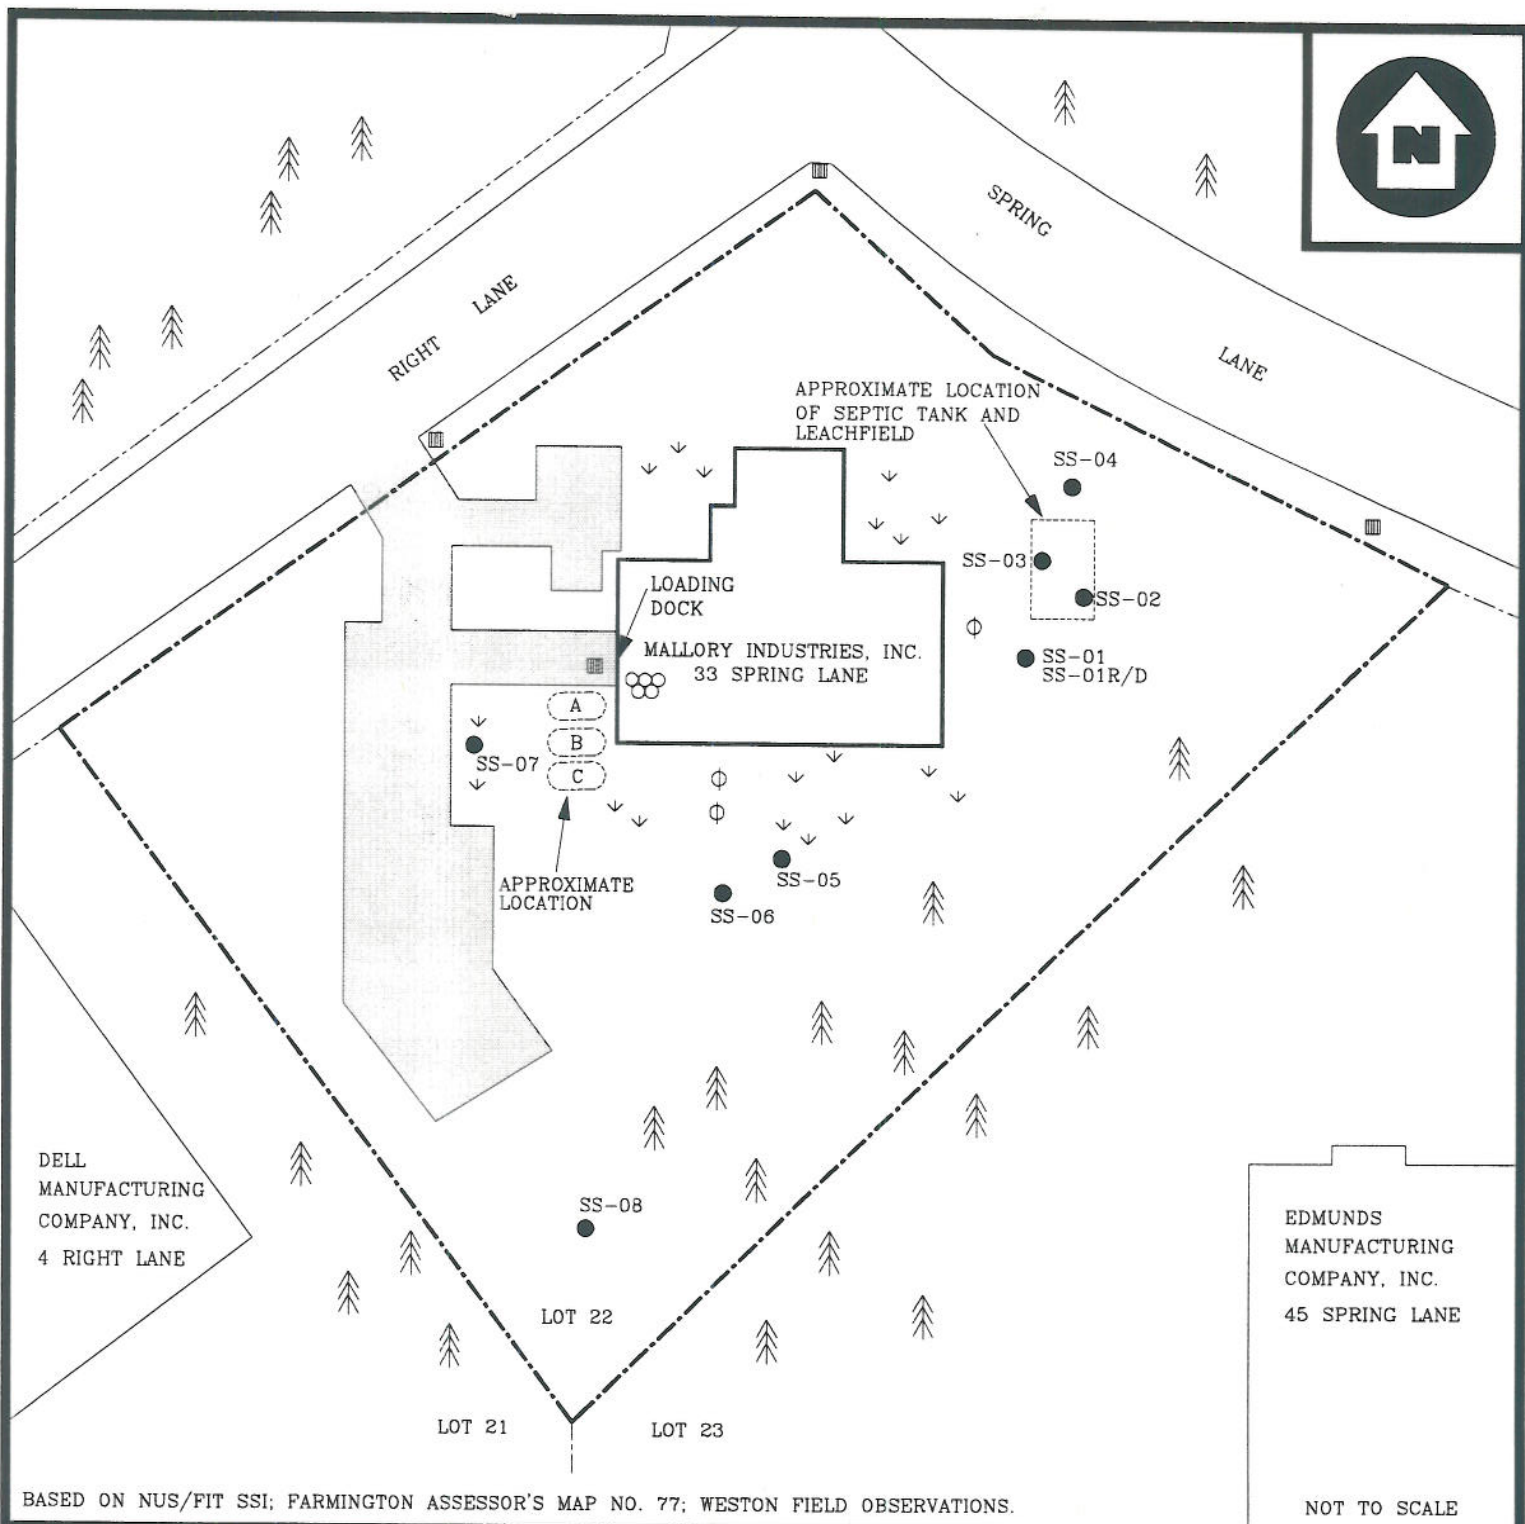 N
SPRING
LANE
RIGHT LANE
APPROXIMATE LOCATION
OF SEPTIC TANK AND
LEACHFIELD
SS-04
SS-03
SS-02
SS-01
SS-01R/D
LOADING
DOCK
MALLORY INDUSTRIES, INC.
33 SPRING LANE
A
B
C
SS-07
APPROXIMATE
LOCATION
SS-05
SS-06
DELL
MANUFACTURING
COMPANY, INC.
4 RIGHT LANE
SS-08
EDMUNDS
MANUFACTURING
COMPANY, INC.
45 SPRING LANE
LOT 22
LOT 21
LOT 23
BASED ON NUS/FIT SSI; FARMINGTON ASSESSOR'S MAP NO. 77; WESTON FIELD OBSERVATIONS.
NOT TO SCALE